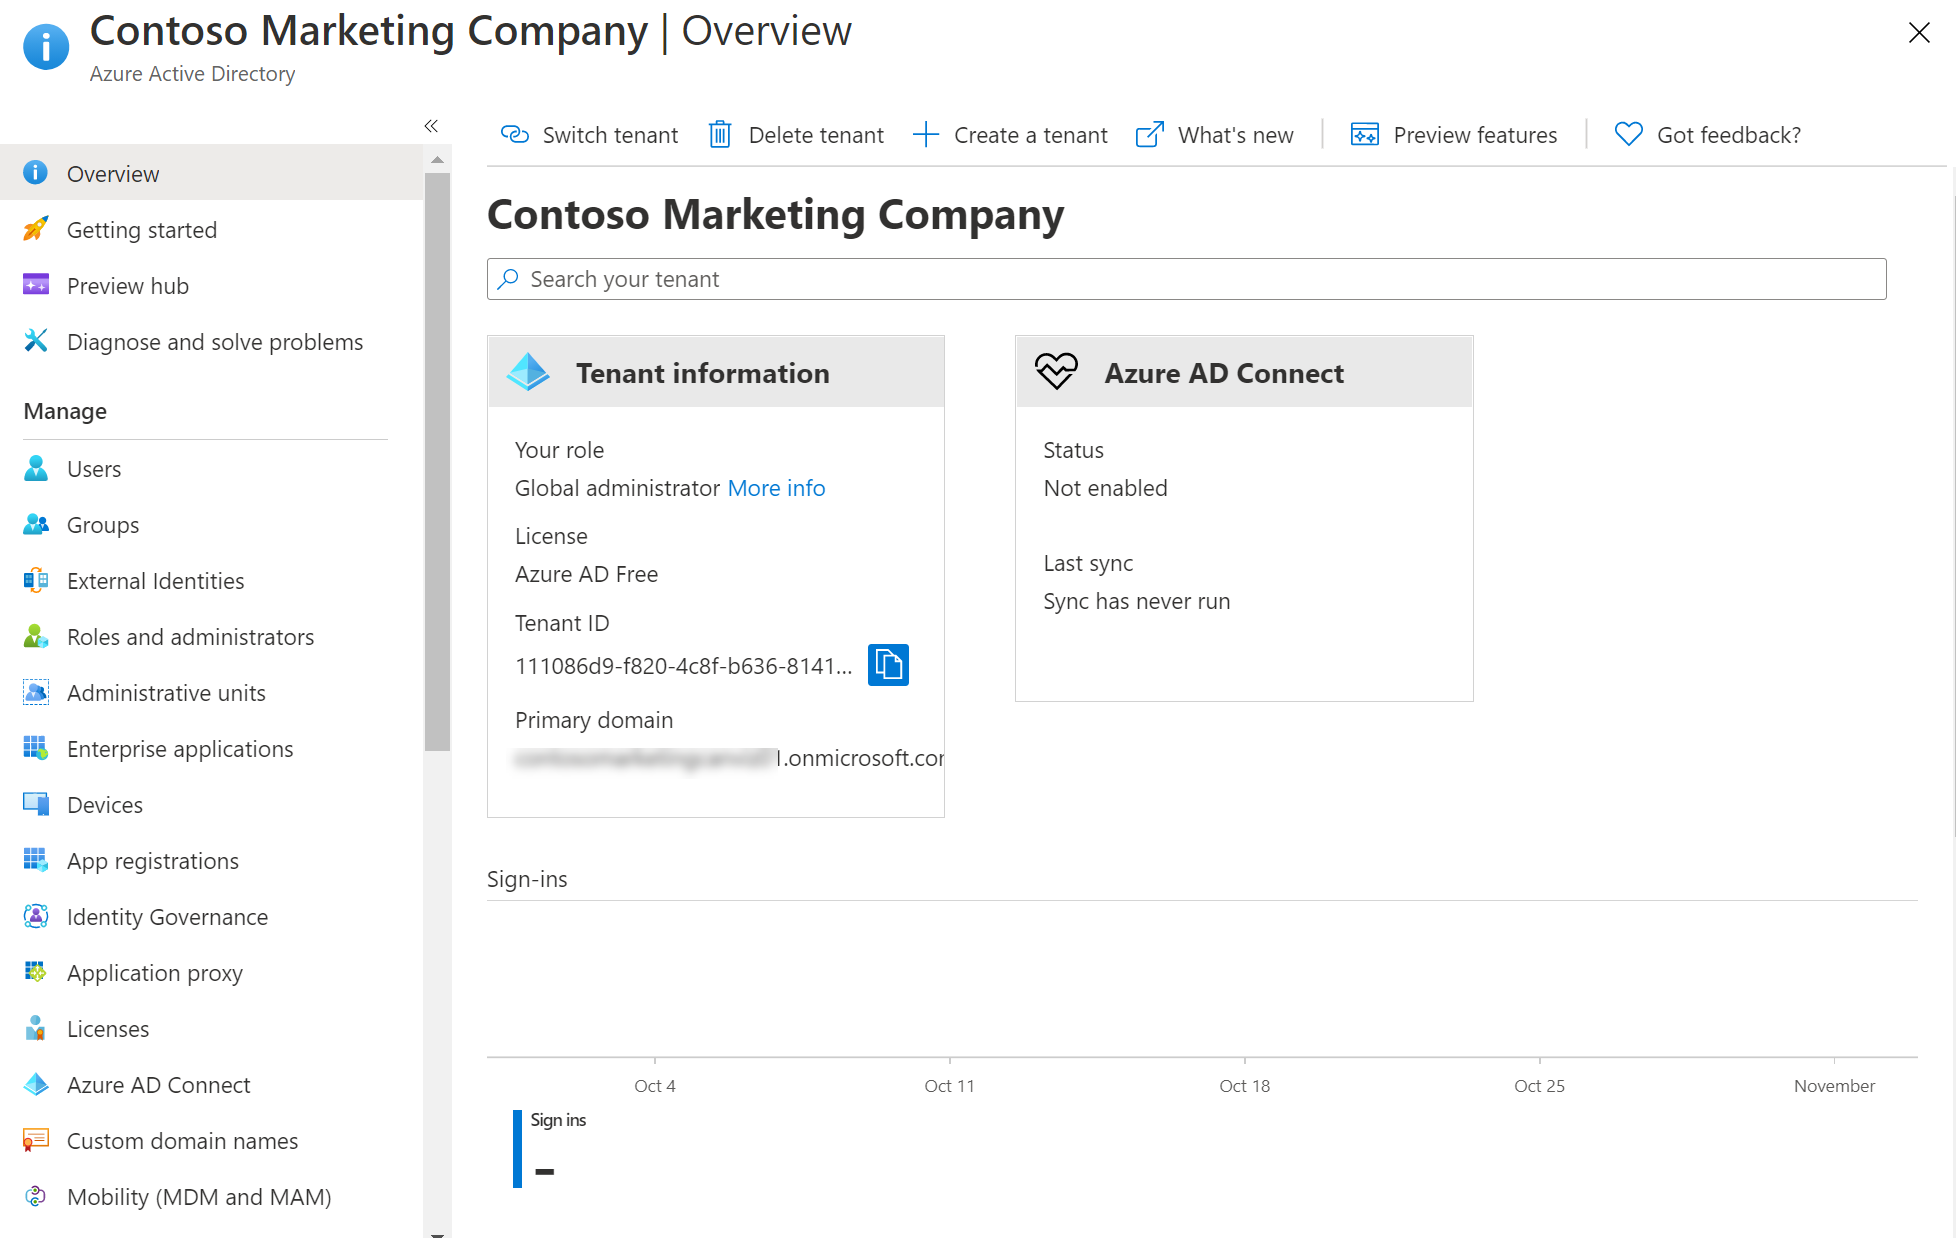 Contoso Marketing Company | Overview
Azure Active Directory
Switch tenant
Delete tenant
Create a tenant
What's new
Preview features
Got feedback?
Overview
Getting started
Preview hub
Diagnose and solve problems
Manage
Users
Groups
External Identities
Roles and administrators
Administrative units
Enterprise applications
Devices
App registrations
Identity Governance
Application proxy
Licenses
Azure AD Connect
Custom domain names
Mobility (MDM and MAM)
Contoso Marketing Company
Search your tenant
Tenant information
Your role
Global administrator More info
License
Azure AD Free
Tenant ID
111086d9-f820-4c8f-b636-8141...
Primary domain
1.onmicrosoft.cor
Azure AD Connect
Status
Not enabled
Last sync
Sync has never run
Sign-ins
Oct 4
Oct 11
Oct 18
Oct 25
November
Sign ins
–